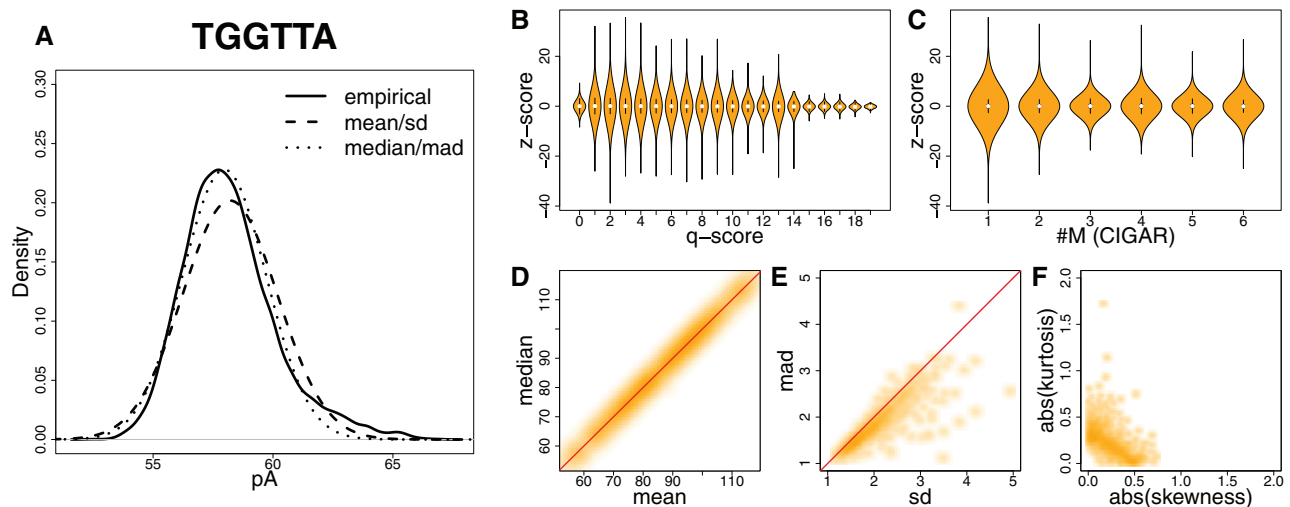 A
TGGTTA
empirical
mean/sd
median/mad
Density
0.00
0.05
0.10
0.15
0.20
0.25
0.30
55
60
65
pA
B
z−score
−40
−20
0
20
0
2
4
6
8
10
12
14
16
18
q−score
C
z−score
−40
−20
0
20
1
2
3
4
5
6
#M (CIGAR)
D
median
60
70
80
90
110
60
70
80
90
110
mean
E
mad
1
2
3
4
5
1
2
3
4
5
sd
F
abs(kurtosis)
0.0
0.5
1.0
1.5
2.0
0.0
0.5
1.0
1.5
2.0
abs(skewness)